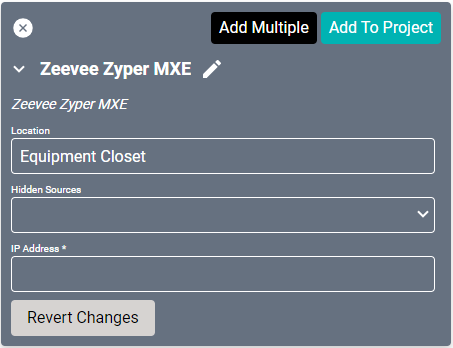 Add Multiple Add To Project
Zeevee Zyper MXE
Zeevee Zyper MXE
Location
Equipment Closet
Hidden Sources
IP Address *
Revert Changes